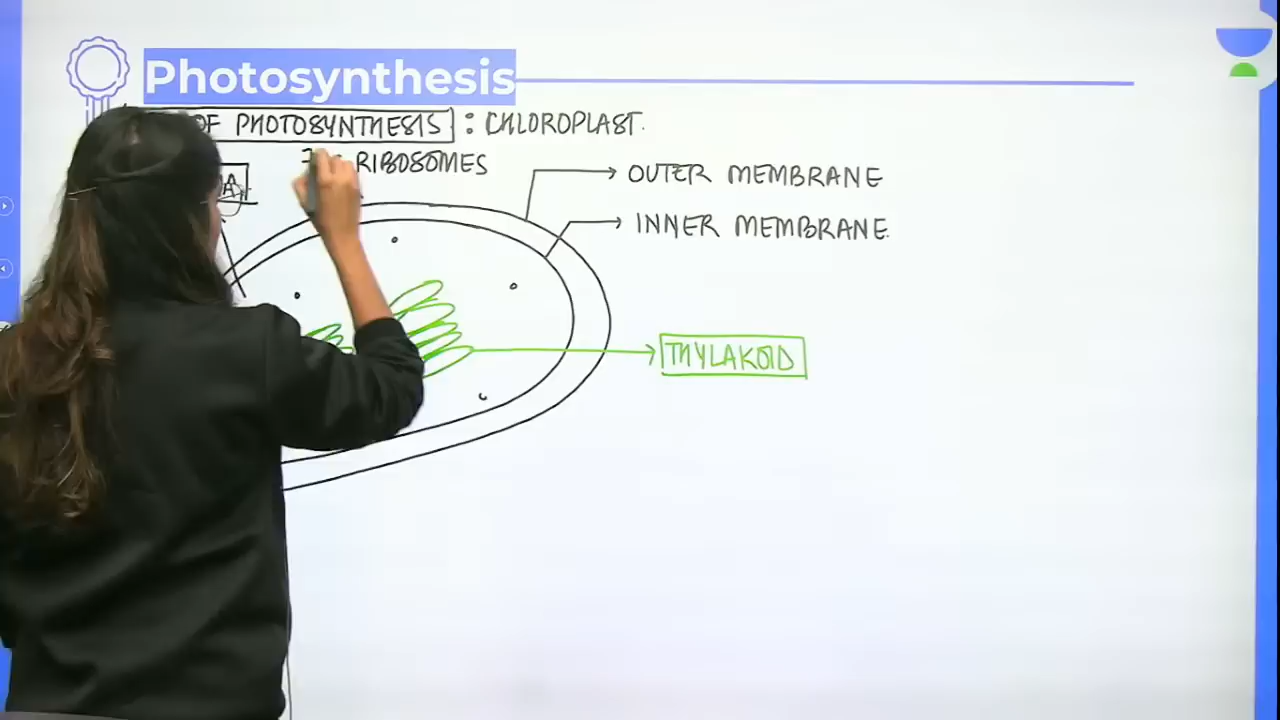 Photosynthesis
OF PHOTOSYNTHESIS : CHLOROPLAST.
RIBOSOMES
OUTER MEMBRANE
INNER MEMBRANE.
THYLAKOID